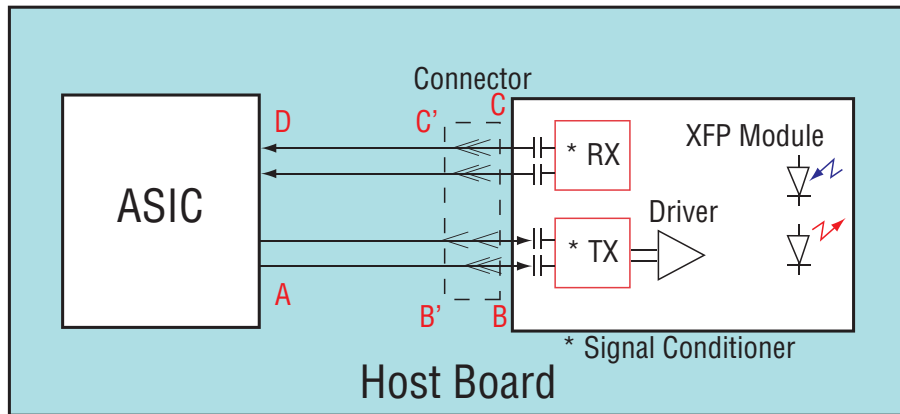 Connector
D
C'
C
* RX
XFP Module
ASIC
Driver
* TX
A
B'
B
* Signal Conditioner
Host Board